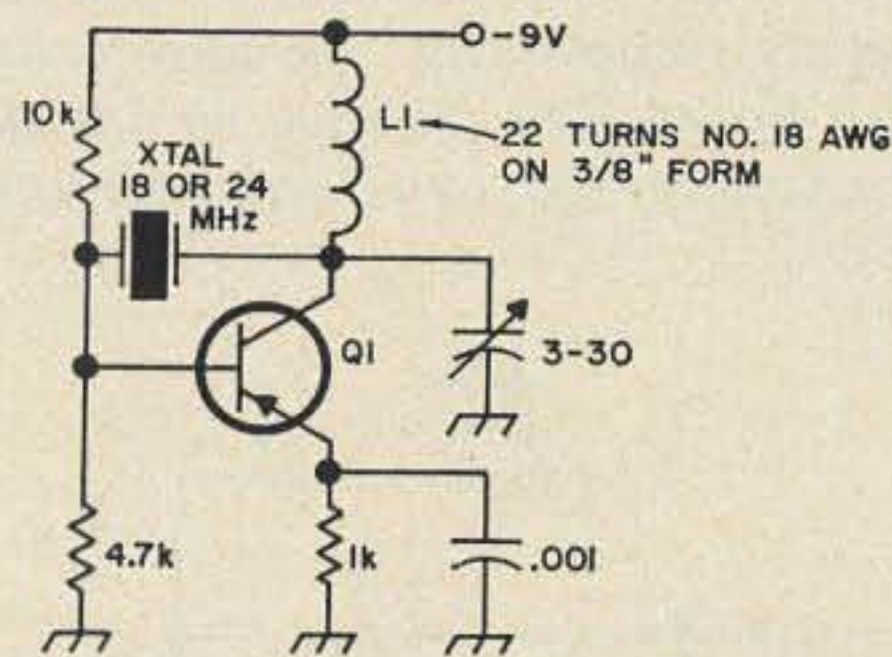 -9V
10k
L1
22 TURNS NO. 18 AWG
ON 3/8" FORM
XTAL
18 OR 24
MHz
Q1
3-30
4.7k
1k
.001